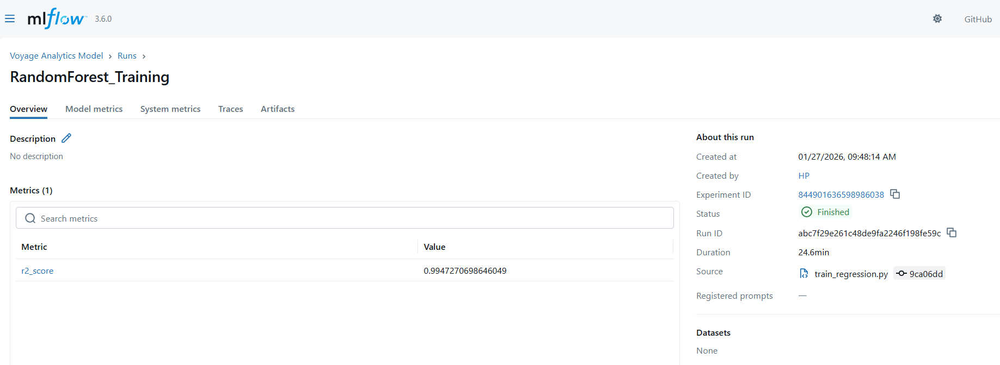 mlflow™ 3.6.0
GitHub
Voyage Analytics Model > Runs >
RandomForest_Training
Overview Model metrics System metrics Traces Artifacts
Description
No description
Metrics (1)
Search metrics
Metric Value
r2_score 0.9947270698646049
About this run
Created at 01/27/2026, 09:48:14 AM
Created by HP
Experiment ID 844901636598986038
Status Finished
Run ID abc7f29e261c48de9fa2246f198fe59c
Duration 24.6min
Source train_regression.py 9ca06dd
Registered prompts —
Datasets
None